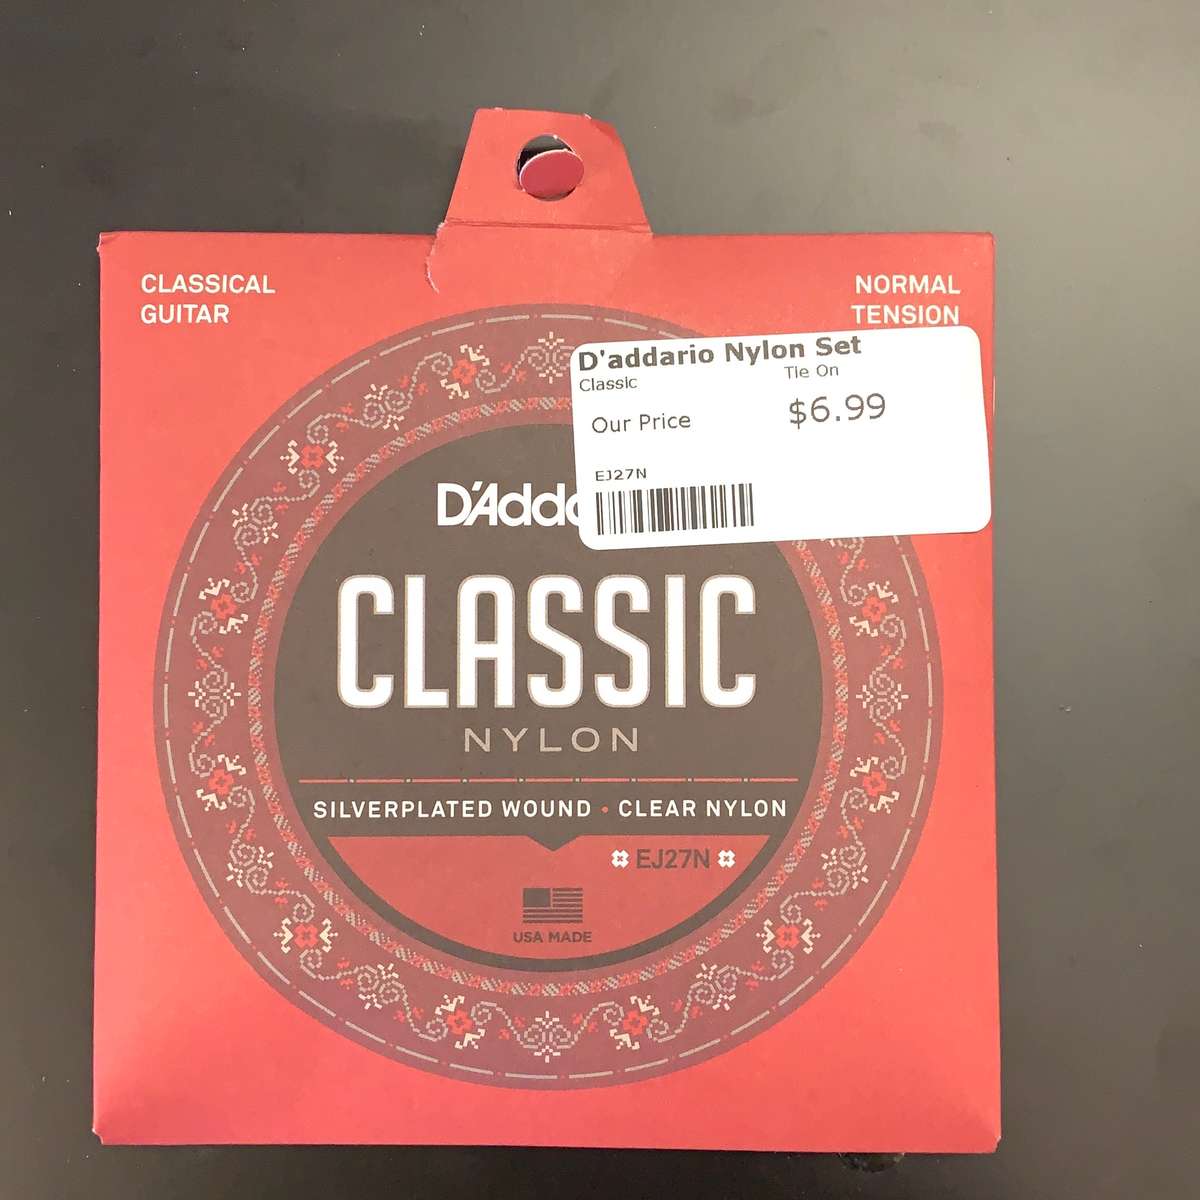 CLASSICAL
GUITAR
NORMAL
TENSION
D'addario Nylon Set
Classic Tie On
Our Price $6.99
EJ27N
D'Adda
CLASSIC
NYLON
SILVERPLATED WOUND • CLEAR NYLON
EJ27N
USA MADE